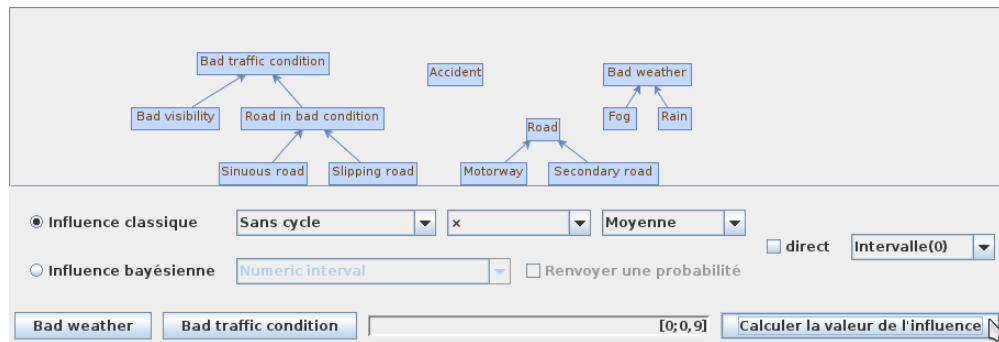 Bad traffic condition
Accident
Bad weather
Bad visibility
Road in bad condition
Fog
Rain
Road
Sinuous road
Slipping road
Motorway
Secondary road
Influence classique
Sans cycle
×
Moyenne
direct
Intervalle(0)
Influence bayésienne
Numeric interval
Renvoyer une probabilité
Bad weather
Bad traffic condition
[0;0,9]
Calculer la valeur de l'influence